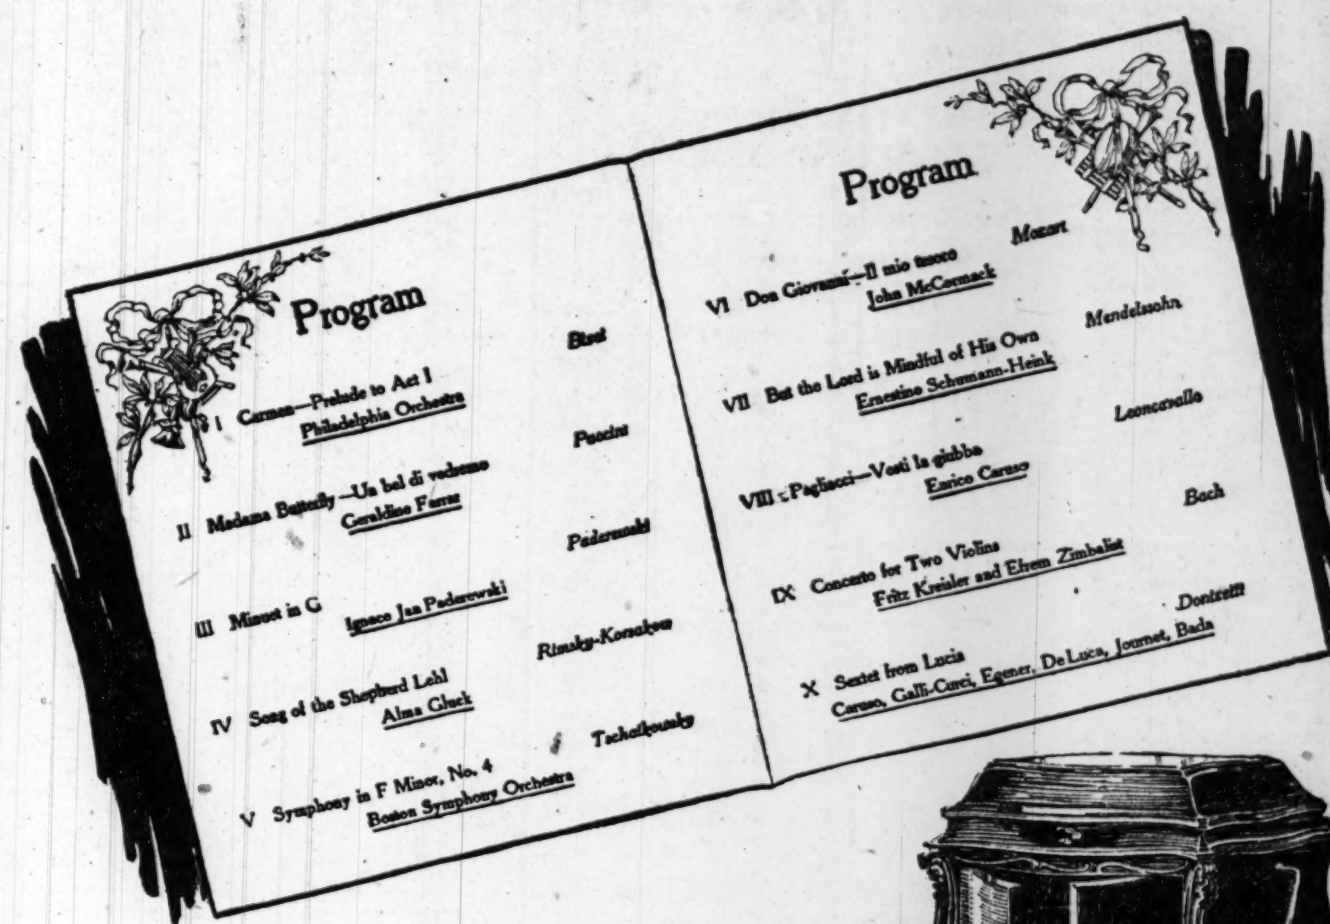 Program
Bizet
I Carmen—Prelude to Act I
Philadelphia Orchestra
Puccini
II Madama Butterfly—Un bel di vedremo
Geraldine Farrar
Paderewski
III Minuet in G
Ignace Jan Paderewski
Rimsky-Korsakow
IV Song of the Shepherd Lehl
Alma Gluck
Tschaikowsky
V Symphony in F Minor, No. 4
Boston Symphony Orchestra
Program
Mozart
VI Don Giovanni—Il mio tesoro
John McCormack
Mendelssohn
VII But the Lord is Mindful of His Own
Ernestine Schumann-Heink
Leoncavallo
VIII Pagliacci—Vesti la giubba
Enrico Caruso
Bach
IX Concerto for Two Violins
Fritz Kreisler and Efrem Zimbalist
Donizetti
X Sextet from Lucia
Caruso, Galli-Curci, Egener, De Luca, Journet, Bada